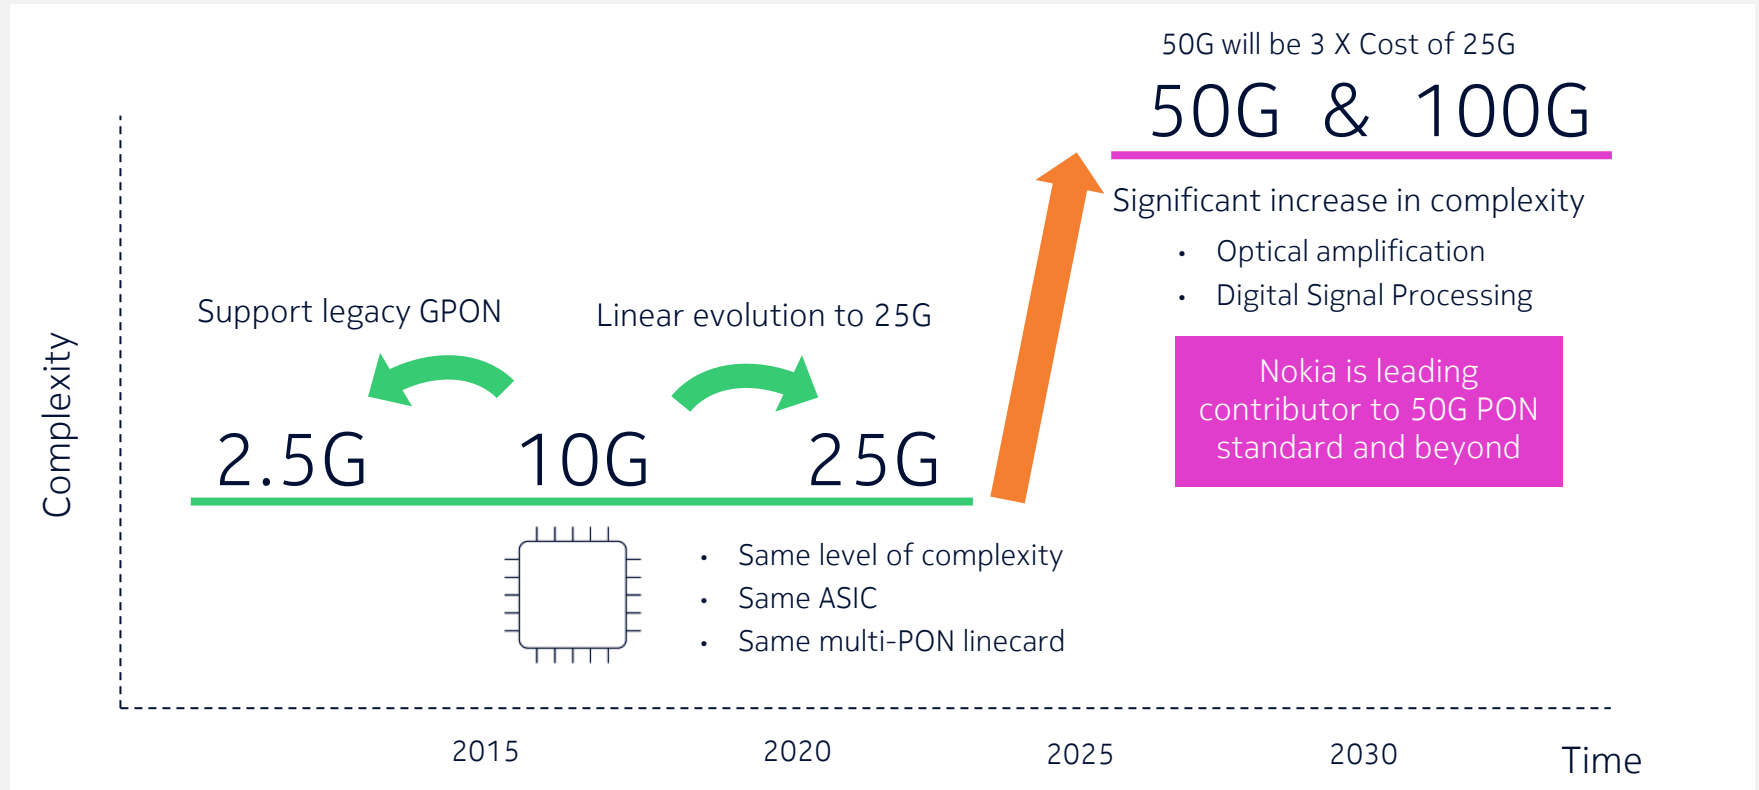 50G will be 3 X Cost of 25G
50G & 100G
Significant increase in complexity
• Optical amplification
• Digital Signal Processing
Nokia is leading
contributor to 50G PON
standard and beyond
Support legacy GPON
Linear evolution to 25G
2.5G 10G 25G
• Same level of complexity
• Same ASIC
• Same multi-PON linecard
Complexity
2015 2020 2025 2030 Time